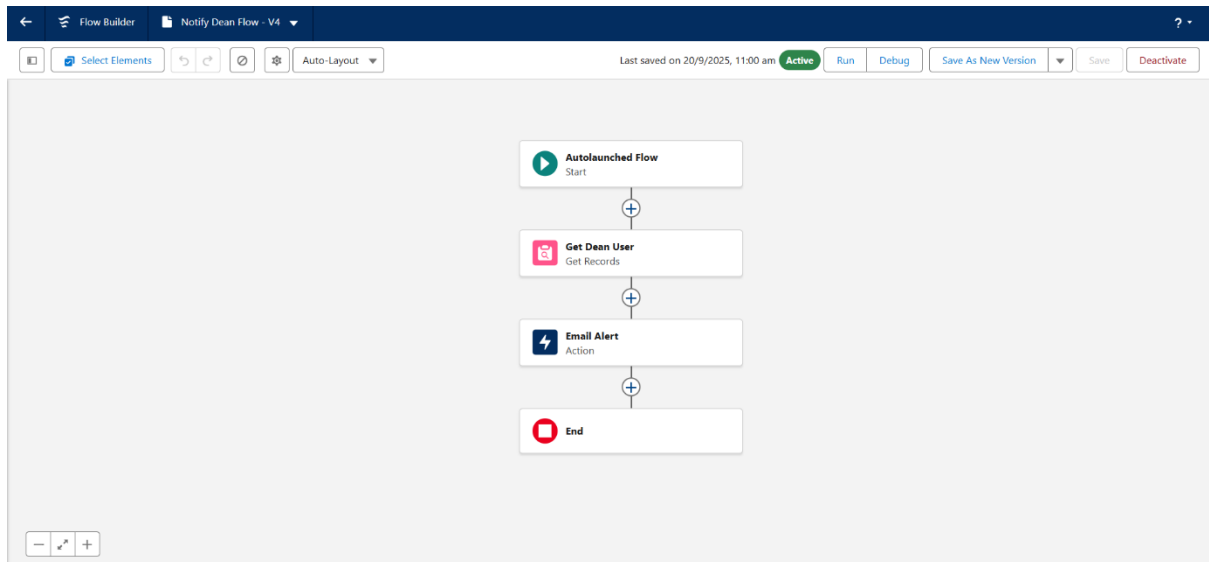 Flow Builder Notify Dean Flow - V4 ?
Select Elements Auto-Layout Last saved on 20/9/2025, 11:00 am Active Run Debug Save As New Version Save Deactivate
Autolaunched Flow
Start
Get Dean User
Get Records
Email Alert
Action
End